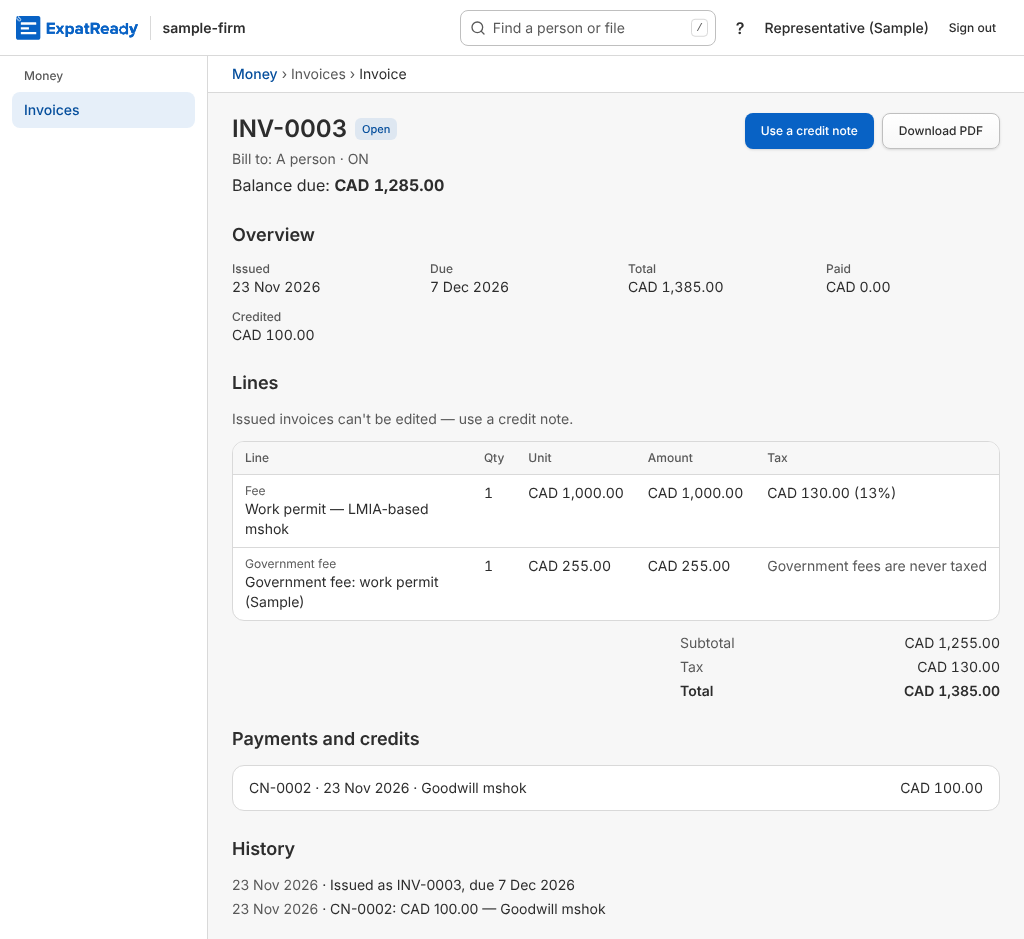 ExpatReady
sample-firm
Find a person or file
/
?
Representative (Sample)
Sign out
Money
Invoices
Money › Invoices › Invoice
INV-0003
Open
Use a credit note
Download PDF
Bill to: A person · ON
Balance due: CAD 1,285.00
Overview
Issued
23 Nov 2026
Due
7 Dec 2026
Total
CAD 1,385.00
Paid
CAD 0.00
Credited
CAD 100.00
Lines
Issued invoices can't be edited — use a credit note.
Line Qty Unit Amount Tax
Fee
Work permit — LMIA-based
mshok
1 CAD 1,000.00 CAD 1,000.00 CAD 130.00 (13%)
Government fee
Government fee: work permit
(Sample)
1 CAD 255.00 CAD 255.00 Government fees are never taxed
Subtotal CAD 1,255.00
Tax CAD 130.00
Total CAD 1,385.00
Payments and credits
CN-0002 · 23 Nov 2026 · Goodwill mshok CAD 100.00
History
23 Nov 2026 · Issued as INV-0003, due 7 Dec 2026
23 Nov 2026 · CN-0002: CAD 100.00 — Goodwill mshok